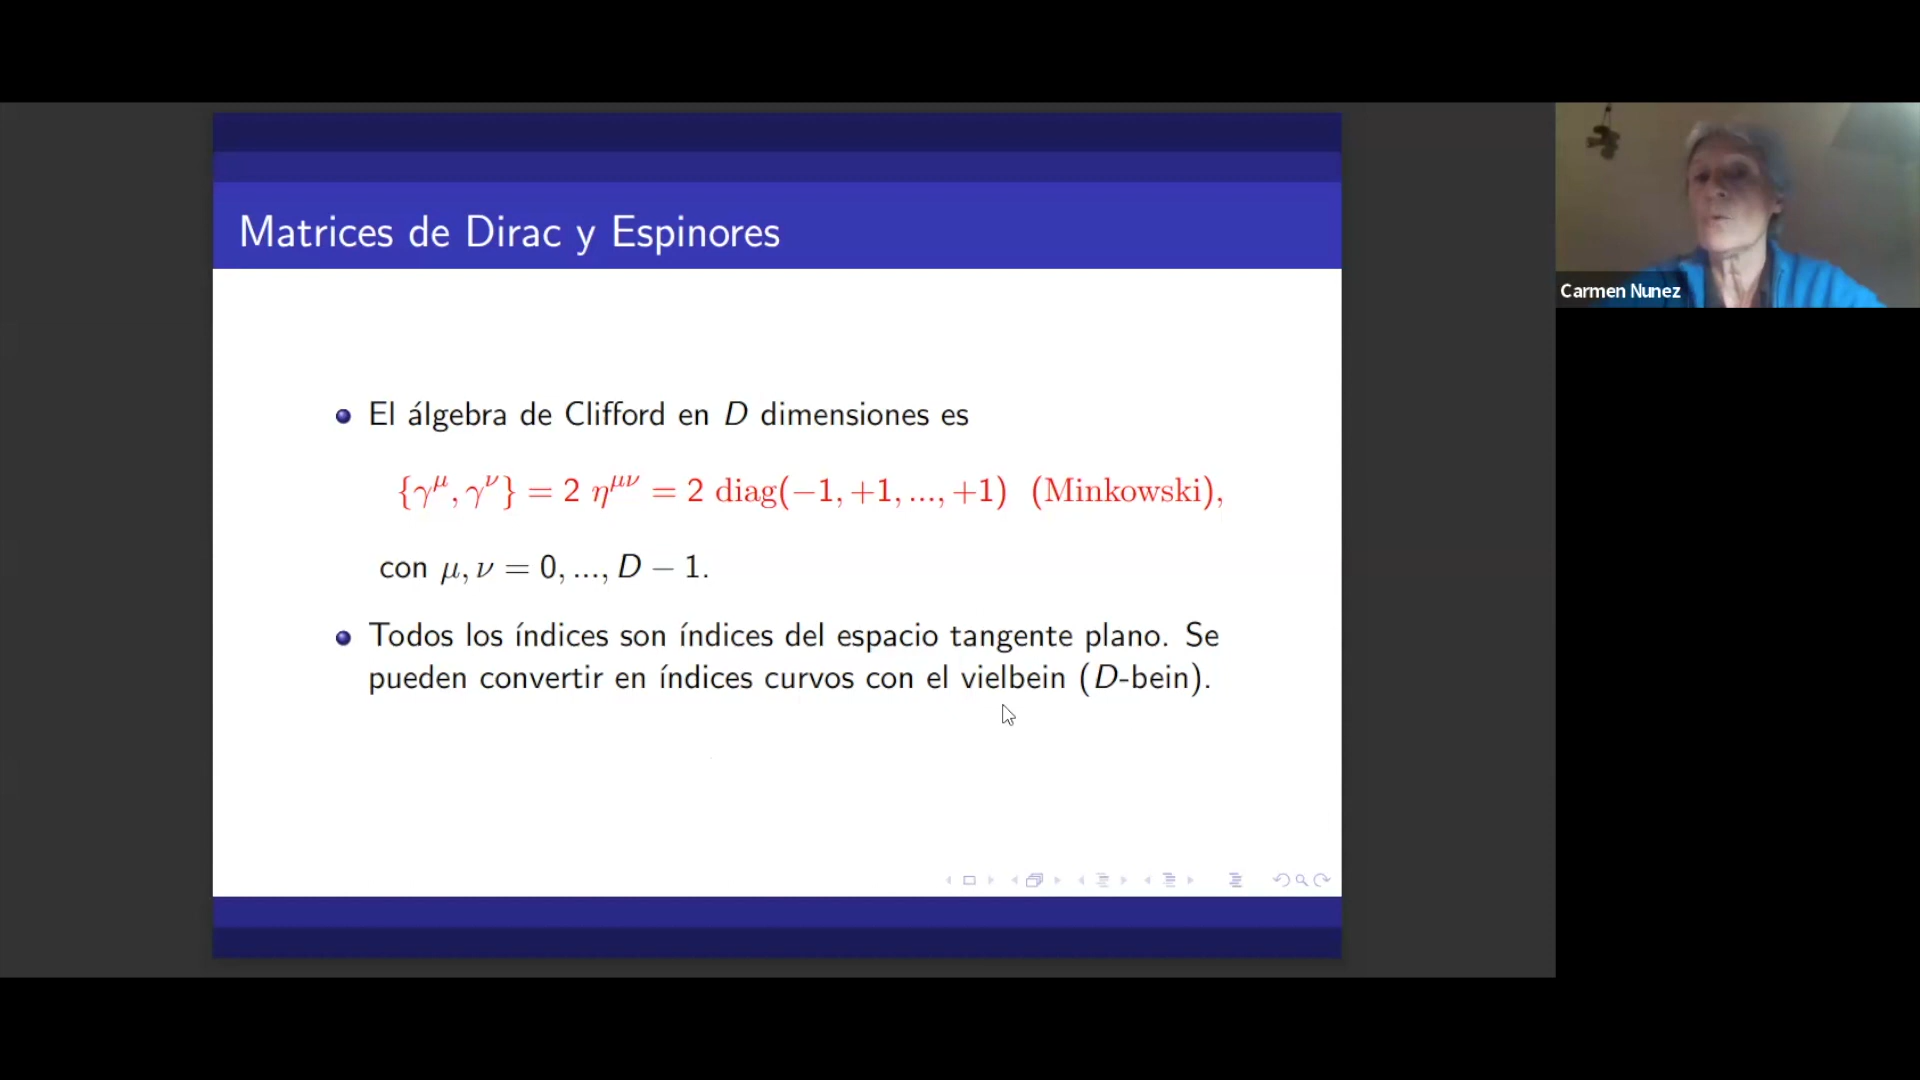 Matrices de Dirac y Espinores
El álgebra de Clifford en D dimensiones es
{γ^μ, γ^ν} = 2 η^{μν} = 2 diag(−1, +1, ..., +1) (Minkowski),
con μ, ν = 0, ..., D − 1.
Todos los índices son índices del espacio tangente plano. Se
pueden convertir en índices curvos con el vielbein (D-bein).
Carmen Nunez